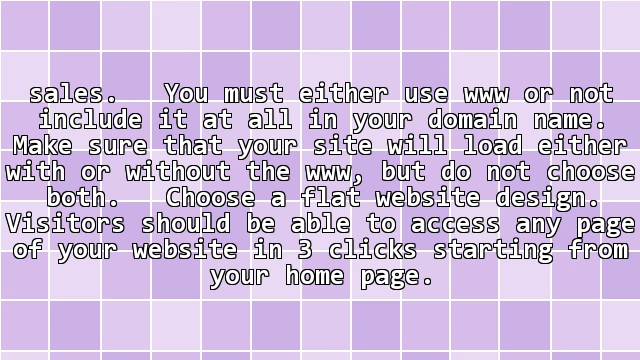 sales.   You must either use www or not
include it at all in your domain name.
Make sure that your site will load either
with or without the www, but do not choose
both.   Choose a flat website design.
Visitors should be able to access any page
of your website in 3 clicks starting from
your home page.